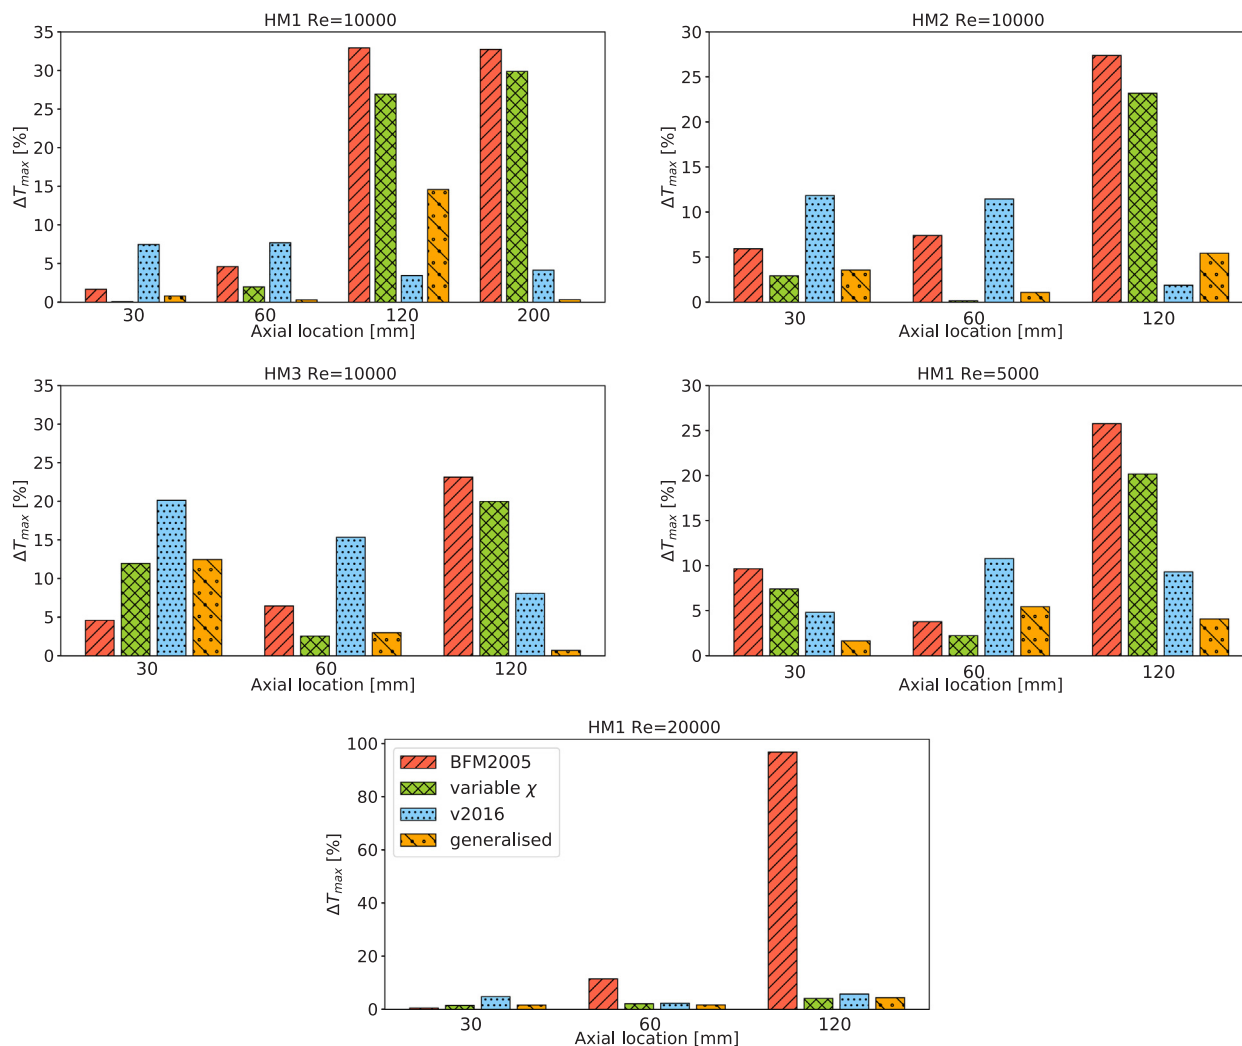 HM1 Re=10000
35
30
25
20
15
10
5
0
ΔT_max [%]
30 60 120 200
Axial location [mm]
HM2 Re=10000
30
25
20
15
10
5
0
ΔT_max [%]
30 60 120
Axial location [mm]
HM3 Re=10000
35
30
25
20
15
10
5
0
ΔT_max [%]
30 60 120
Axial location [mm]
HM1 Re=5000
30
25
20
15
10
5
0
ΔT_max [%]
30 60 120
Axial location [mm]
HM1 Re=20000
100
80
60
40
20
0
ΔT_max [%]
BFM2005
variable χ
v2016
generalised
30 60 120
Axial location [mm]